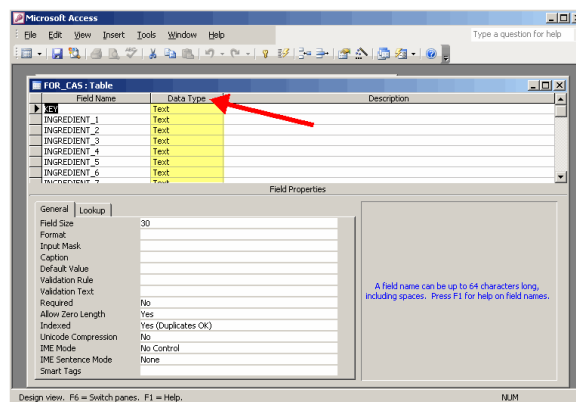 Microsoft Access
File Edit View Insert Tools Window Help Type a question for help
FOR_CAS : Table
Field Name Data Type Description
KEY Text
INGREDIENT_1 Text
INGREDIENT_2 Text
INGREDIENT_3 Text
INGREDIENT_4 Text
INGREDIENT_5 Text
INGREDIENT_6 Text
INGREDIENT_7 Text
Field Properties
General Lookup
Field Size 30
Format
Input Mask
Caption
Default Value
Validation Rule
Validation Text
Required No
Allow Zero Length Yes
Indexed Yes (Duplicates OK)
Unicode Compression No
IME Mode No Control
IME Sentence Mode None
Smart Tags
A field name can be up to 64 characters long,
including spaces. Press F1 for help on field names.
Design view. F6 = Switch panes. F1 = Help. NUM